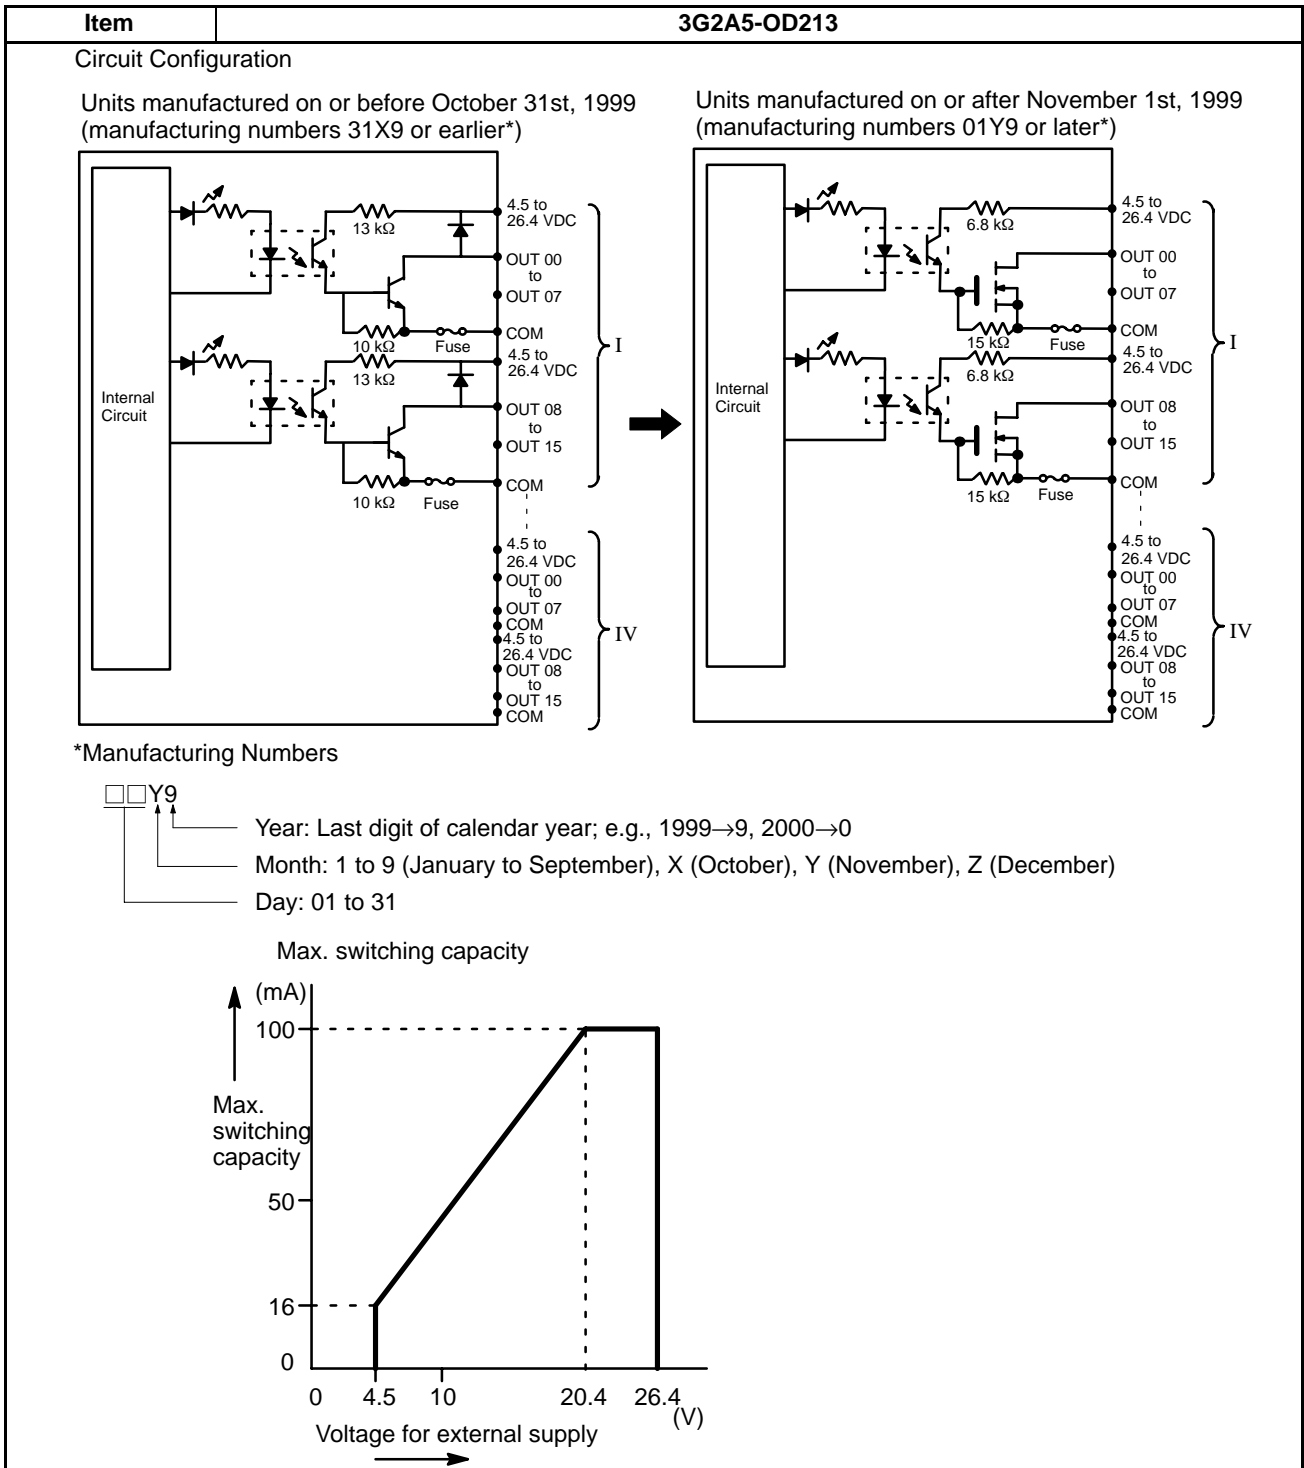 Item
3G2A5-OD213
Circuit Configuration
Units manufactured on or before October 31st, 1999
(manufacturing numbers 31X9 or earlier*)
Internal
Circuit
13 kΩ
10 kΩ
Fuse
13 kΩ
10 kΩ
Fuse
4.5 to
26.4 VDC
OUT 00
to
OUT 07
COM
4.5 to
26.4 VDC
OUT 08
to
OUT 15
COM
I
4.5 to
26.4 VDC
OUT 00
to
OUT 07
COM
4.5 to
26.4 VDC
OUT 08
to
OUT 15
COM
IV
Units manufactured on or after November 1st, 1999
(manufacturing numbers 01Y9 or later*)
Internal
Circuit
6.8 kΩ
15 kΩ
Fuse
6.8 kΩ
15 kΩ
Fuse
4.5 to
26.4 VDC
OUT 00
to
OUT 07
COM
4.5 to
26.4 VDC
OUT 08
to
OUT 15
COM
I
4.5 to
26.4 VDC
OUT 00
to
OUT 07
COM
4.5 to
26.4 VDC
OUT 08
to
OUT 15
COM
IV
*Manufacturing Numbers
□□Y9
Year: Last digit of calendar year; e.g., 1999→9, 2000→0
Month: 1 to 9 (January to September), X (October), Y (November), Z (December)
Day: 01 to 31
Max. switching capacity
(mA)
100
Max.
switching
capacity
50
16
0
0 4.5 10 20.4 26.4
(V)
Voltage for external supply